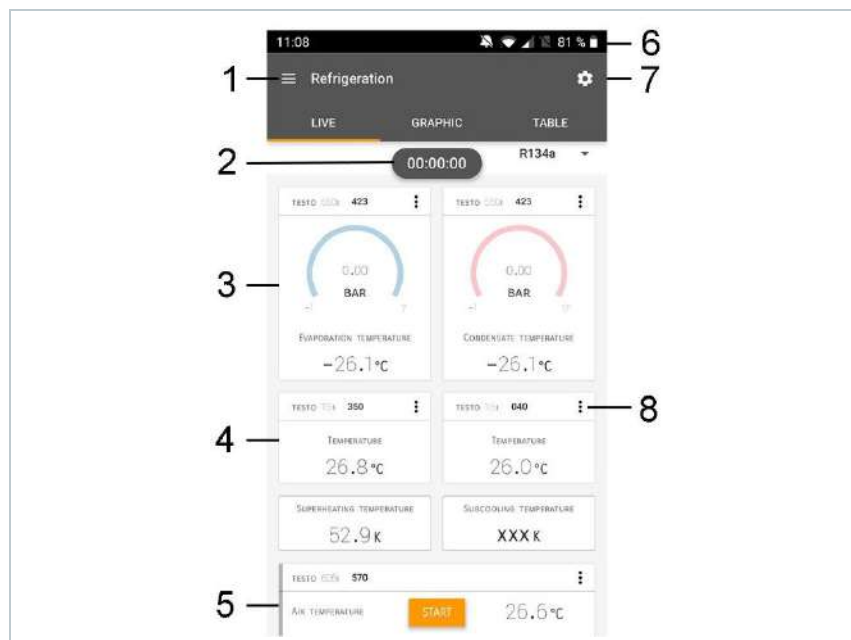 11:08 81 % 6
1 Refrigeration 7
LIVE GRAPHIC TABLE
2 00:00:00 R134a
TESTO 423 TESTO 423
3 0.00 BAR 0.00 BAR
EVAPORATION TEMPERATURE CONDENSATE TEMPERATURE
-26.1°C -26.1°C
TESTO 350 TESTO 040 8
4 TEMPERATURE TEMPERATURE
26.8°C 26.0°C
SUPERHEATING TEMPERATURE SUBCOOLING TEMPERATURE
52.9 K XXX K
TESTO 570
5 AIR TEMPERATURE START 26.6°C